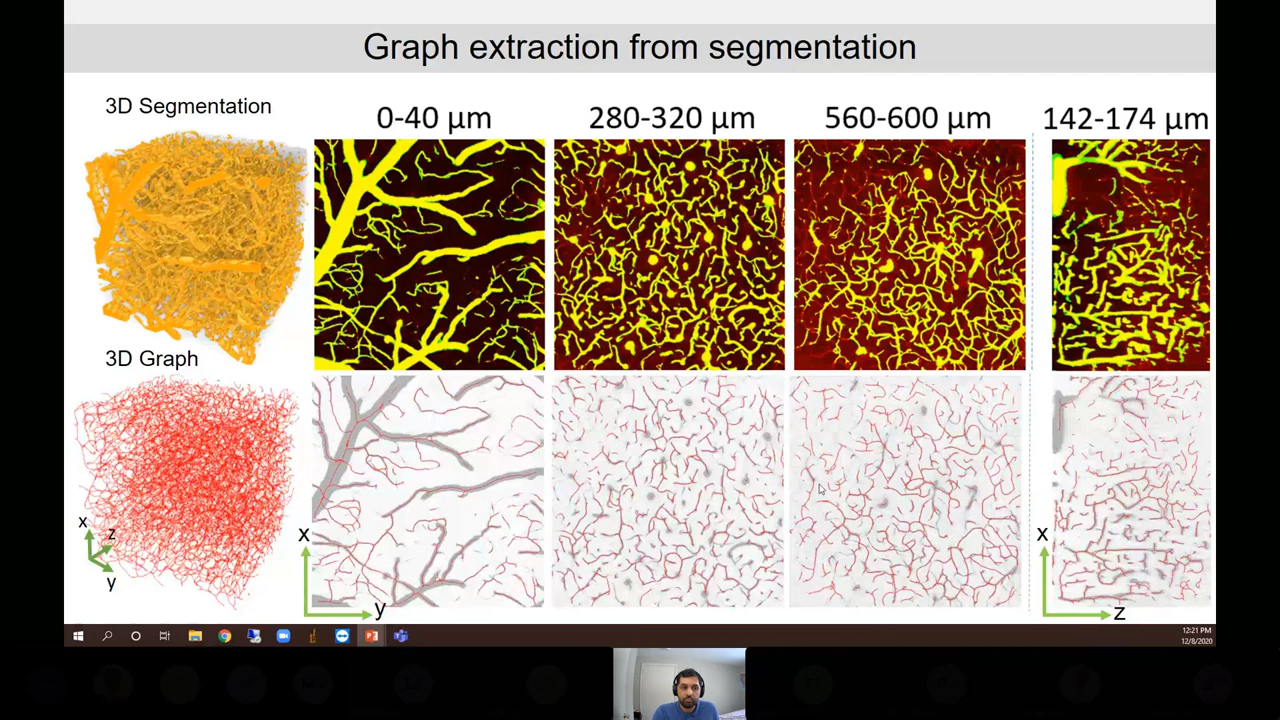 Graph extraction from segmentation
3D Segmentation
0-40 µm
280-320 µm
560-600 µm
142-174 µm
3D Graph
x
z
y
x
y
x
z
12:21 PM
12/8/2020